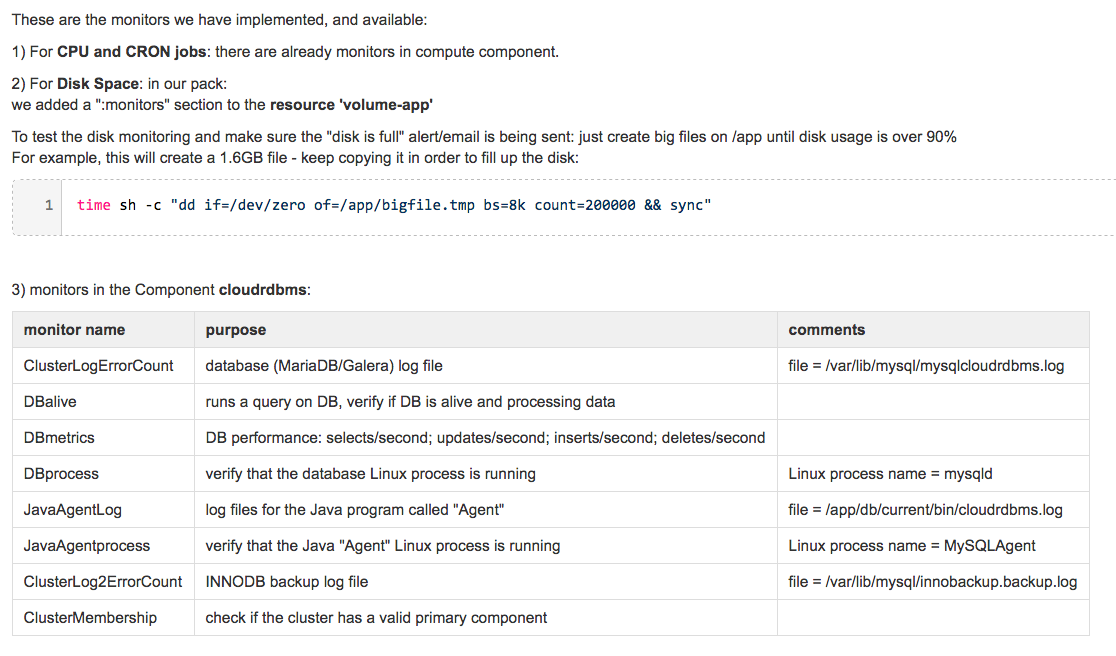 These are the monitors we have implemented, and available:
1) For CPU and CRON jobs: there are already monitors in compute component.
2) For Disk Space: in our pack:
we added a ":monitors" section to the resource 'volume-app'
To test the disk monitoring and make sure the "disk is full" alert/email is being sent: just create big files on /app until disk usage is over 90%
For example, this will create a 1.6GB file - keep copying it in order to fill up the disk:
1 time sh -c "dd if=/dev/zero of=/app/bigfile.tmp bs=8k count=200000 && sync"
3) monitors in the Component cloudrdbms:
monitor name purpose comments
ClusterLogErrorCount database (MariaDB/Galera) log file file = /var/lib/mysql/mysqlcloudrdbms.log
DBalive runs a query on DB, verify if DB is alive and processing data
DBmetrics DB performance: selects/second; updates/second; inserts/second; deletes/second
DBprocess verify that the database Linux process is running Linux process name = mysqld
JavaAgentLog log files for the Java program called "Agent" file = /app/db/current/bin/cloudrdbms.log
JavaAgentprocess verify that the Java "Agent" Linux process is running Linux process name = MySQLAgent
ClusterLog2ErrorCount INNODB backup log file file = /var/lib/mysql/innobackup.backup.log
ClusterMembership check if the cluster has a valid primary component